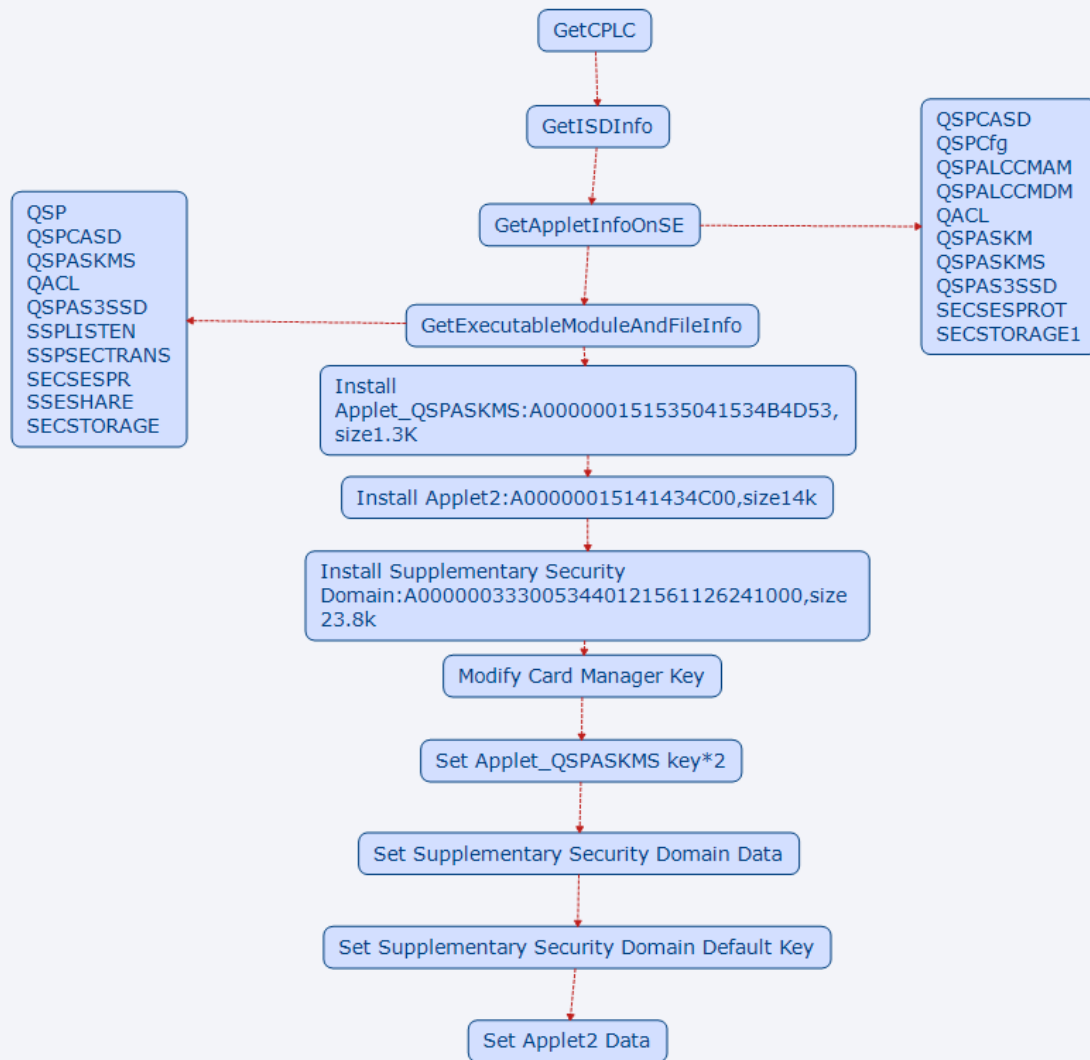 GetCPLC
GetISDInfo
GetAppletInfoOnSE
QSPCASD
QSPCfg
QSPALCCMAM
QSPALCCMDM
QACL
QSPASKM
QSPASKMS
QSPAS3SSD
SECSESPROT
SECSTORAGE1
GetExecutableModuleAndFileInfo
QSP
QSPCASD
QSPASKMS
QACL
QSPAS3SSD
SSPLISTEN
SSPSECTRANS
SECSESPR
SSESHARE
SECSTORAGE
Install
Applet_QSPASKMS:A000000151535041534B4D53,
size1.3K
Install Applet2:A00000015141434C00,size14k
Install Supplementary Security
Domain:A0000003330053440121561126241000,size
23.8k
Modify Card Manager Key
Set Applet_QSPASKMS key*2
Set Supplementary Security Domain Data
Set Supplementary Security Domain Default Key
Set Applet2 Data